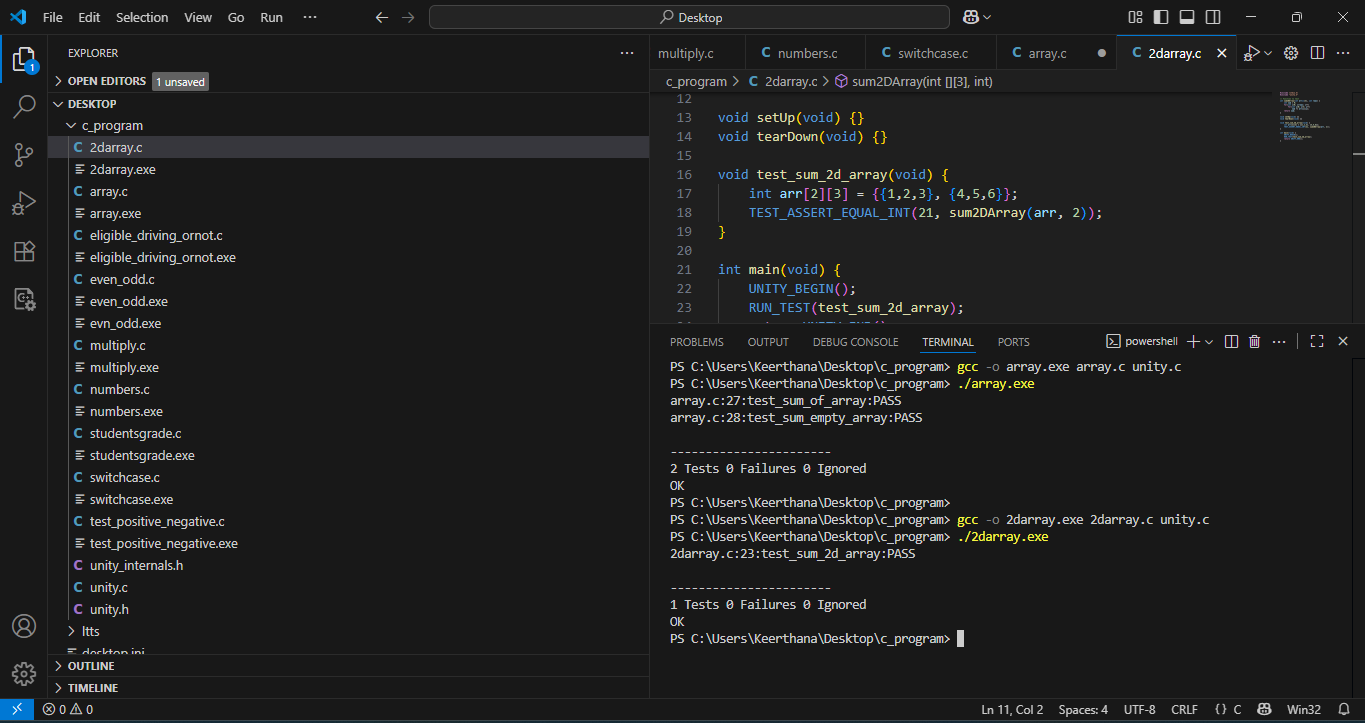 File Edit Selection View Go Run ··· Desktop
EXPLORER ···
OPEN EDITORS 1 unsaved
DESKTOP
c_program
C 2darray.c
2darray.exe
C array.c
array.exe
C eligible_driving_ornot.c
eligible_driving_ornot.exe
C even_odd.c
even_odd.exe
evn_odd.exe
C multiply.c
multiply.exe
C numbers.c
numbers.exe
C studentsgrade.c
studentsgrade.exe
C switchcase.c
switchcase.exe
C test_positive_negative.c
test_positive_negative.exe
C unity_internals.h
C unity.c
C unity.h
ltts
desktop.ini
OUTLINE
TIMELINE
1
multiply.c C numbers.c C switchcase.c C array.c ● C 2darray.c × ···
c_program > C 2darray.c > sum2DArray(int [][3], int)
12
13 void setUp(void) {}
14 void tearDown(void) {}
15
16 void test_sum_2d_array(void) {
17 int arr[2][3] = {{1,2,3}, {4,5,6}};
18 TEST_ASSERT_EQUAL_INT(21, sum2DArray(arr, 2));
19 }
20
21 int main(void) {
22 UNITY_BEGIN();
23 RUN_TEST(test_sum_2d_array);
PROBLEMS OUTPUT DEBUG CONSOLE TERMINAL PORTS powershell ···
PS C:\Users\Keerthana\Desktop\c_program> gcc -o array.exe array.c unity.c
PS C:\Users\Keerthana\Desktop\c_program> ./array.exe
array.c:27:test_sum_of_array:PASS
array.c:28:test_sum_empty_array:PASS
-----------------------
2 Tests 0 Failures 0 Ignored
OK
PS C:\Users\Keerthana\Desktop\c_program>
PS C:\Users\Keerthana\Desktop\c_program> gcc -o 2darray.exe 2darray.c unity.c
PS C:\Users\Keerthana\Desktop\c_program> ./2darray.exe
2darray.c:23:test_sum_2d_array:PASS
-----------------------
1 Tests 0 Failures 0 Ignored
OK
PS C:\Users\Keerthana\Desktop\c_program>
0 0 Ln 11, Col 2 Spaces: 4 UTF-8 CRLF {} C Win32